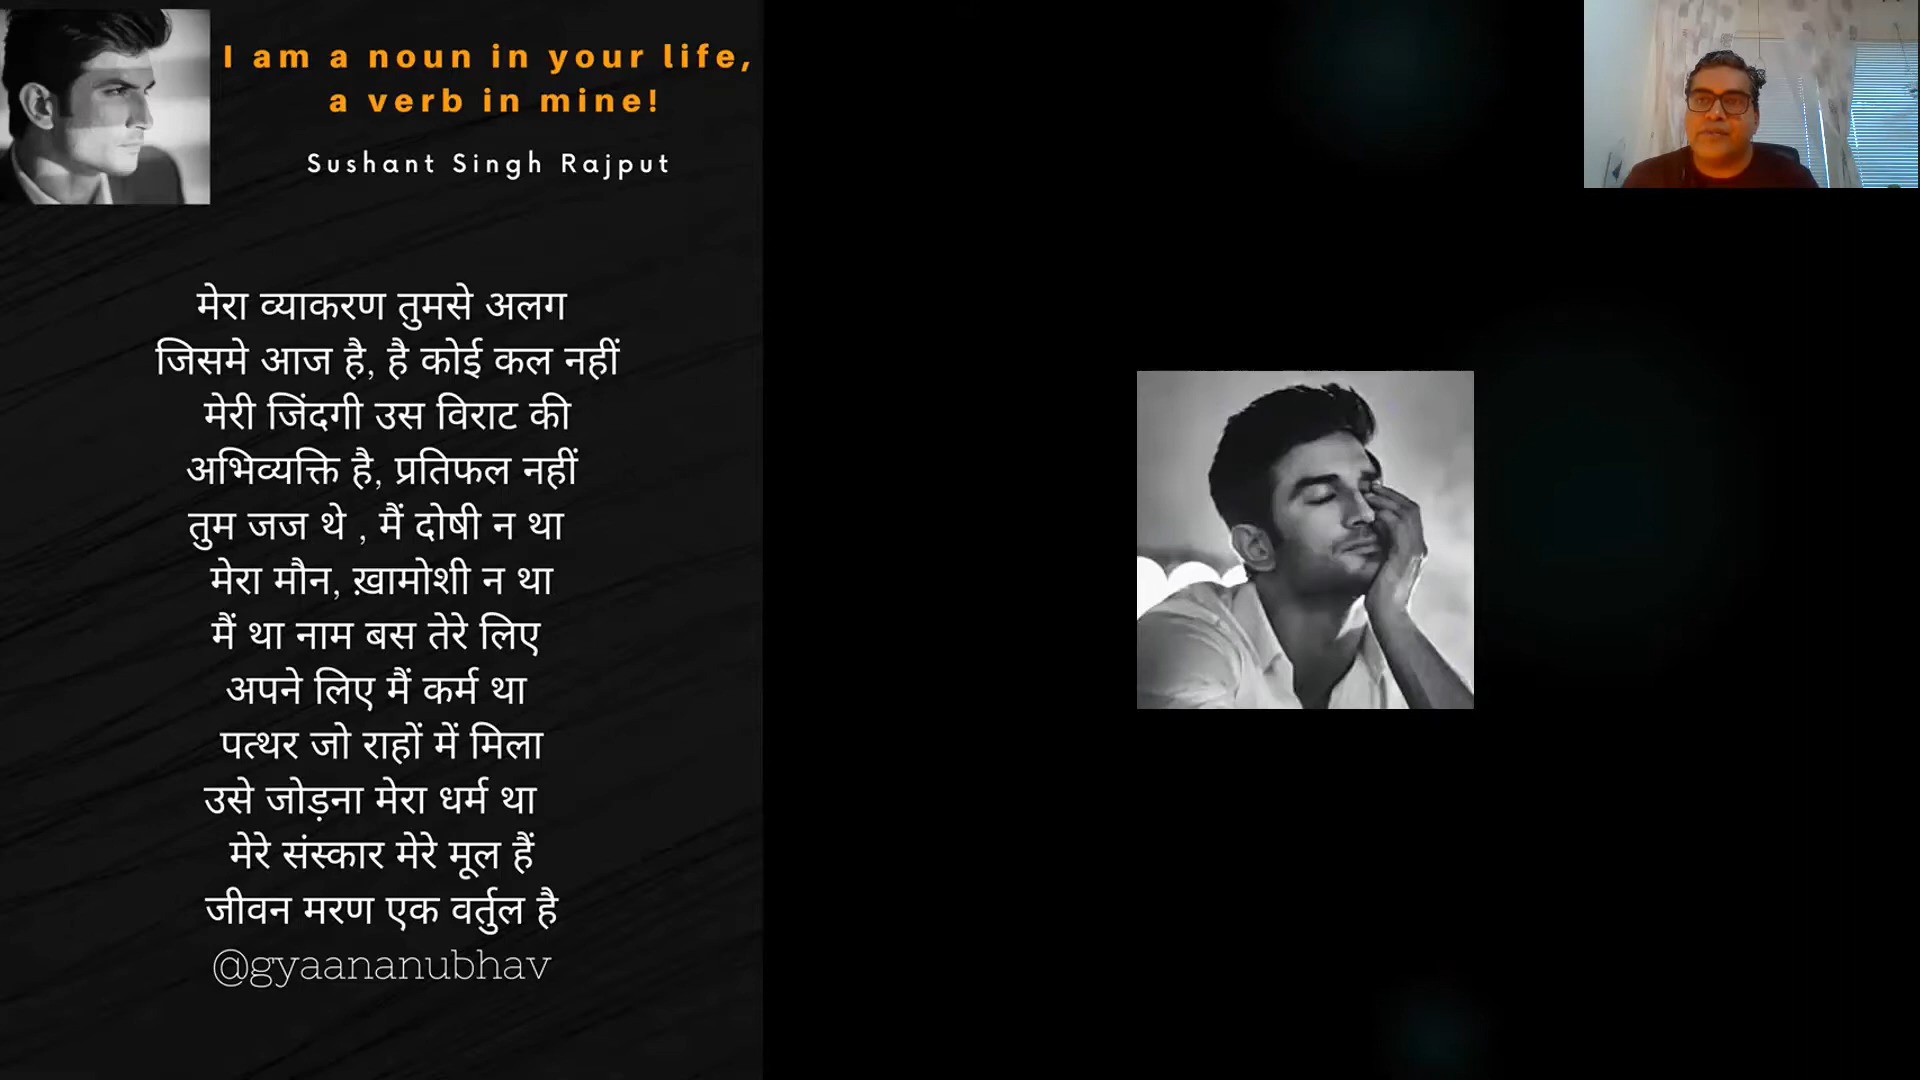 I am a noun in your life,
a verb in mine!
Sushant Singh Rajput
मेरा व्याकरण तुमसे अलग
जिसमे आज है, है कोई कल नहीं
मेरी जिंदगी उस विराट की
अभिव्यक्ति है, प्रतिफल नहीं
तुम जज थे , मैं दोषी न था
मेरा मौन, ख़ामोशी न था
मैं था नाम बस तेरे लिए
अपने लिए मैं कर्म था
पत्थर जो राहों में मिला
उसे जोड़ना मेरा धर्म था
मेरे संस्कार मेरे मूल हैं
जीवन मरण एक वर्तुल है
@gyaananubhav